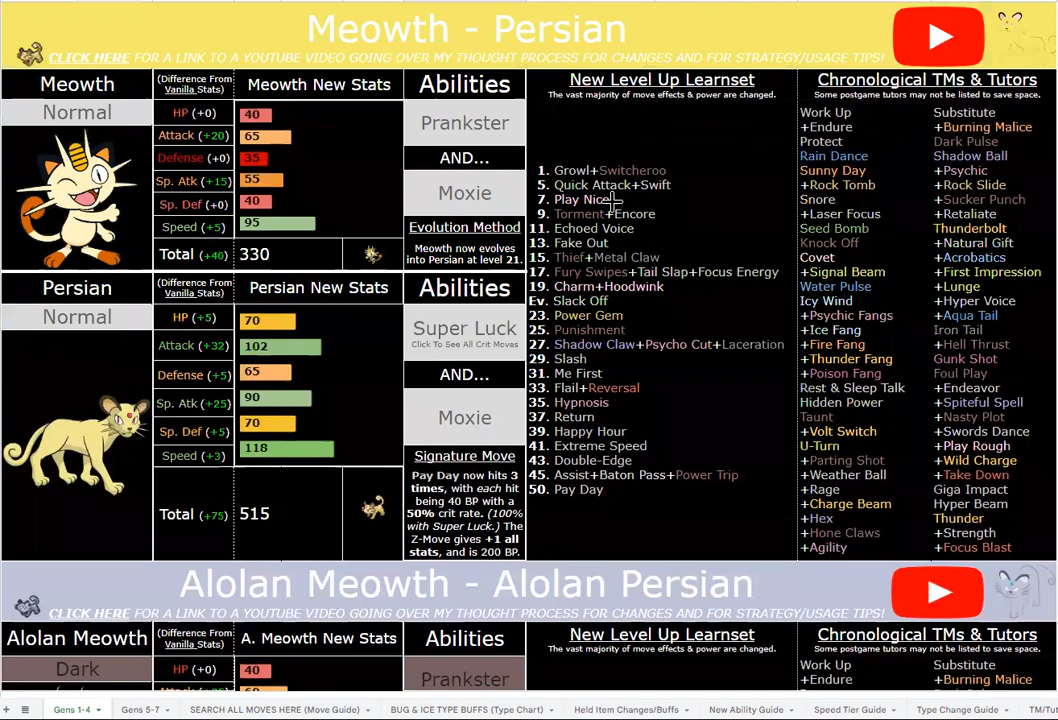 Meowth - Persian
CLICK HERE FOR A LINK TO A YOUTUBE VIDEO GOING OVER MY THOUGHT PROCESS FOR CHANGES AND FOR STRATEGY/USAGE TIPS!
Meowth
(Difference From Vanilla Stats)
Meowth New Stats
Abilities
Normal
HP (+0) 40
Attack (+20) 65
Defense (+0) 35
Sp. Atk (+15) 55
Sp. Def (+0) 40
Speed (+5) 95
Total (+40) 330
Prankster
AND...
Moxie
Evolution Method
Meowth now evolves
into Persian at level 21.
Persian
(Difference From Vanilla Stats)
Persian New Stats
Abilities
Normal
HP (+5) 70
Attack (+32) 102
Defense (+5) 65
Sp. Atk (+25) 90
Sp. Def (+5) 70
Speed (+3) 118
Total (+75) 515
Super Luck
Click To See All Crit Moves
AND...
Moxie
Signature Move
Pay Day now hits 3
times, with each hit
being 40 BP with a
50% crit rate. (100%
with Super Luck.) The
Z-Move gives +1 all
stats, and is 200 BP.
New Level Up Learnset
The vast majority of move effects & power are changed.
1. Growl+Switcheroo
5. Quick Attack+Swift
7. Play Nice
9. Torment+Encore
11. Echoed Voice
13. Fake Out
15. Thief+Metal Claw
17. Fury Swipes+Tail Slap+Focus Energy
19. Charm+Hoodwink
Ev. Slack Off
23. Power Gem
25. Punishment
27. Shadow Claw+Psycho Cut+Laceration
29. Slash
31. Me First
33. Flail+Reversal
35. Hypnosis
37. Return
39. Happy Hour
41. Extreme Speed
43. Double-Edge
45. Assist+Baton Pass+Power Trip
50. Pay Day
Chronological TMs & Tutors
Some postgame tutors may not be listed to save space.
Work Up Substitute
+Endure +Burning Malice
Protect Dark Pulse
Rain Dance Shadow Ball
Sunny Day +Psychic
+Rock Tomb +Rock Slide
Snore +Sucker Punch
+Laser Focus +Retaliate
Seed Bomb Thunderbolt
Knock Off +Natural Gift
Covet +Acrobatics
+Signal Beam +First Impression
Water Pulse +Lunge
Icy Wind +Hyper Voice
+Psychic Fangs +Aqua Tail
+Ice Fang Iron Tail
+Fire Fang +Hell Thrust
+Thunder Fang Gunk Shot
+Poison Fang Foul Play
Rest & Sleep Talk +Endeavor
Hidden Power +Spiteful Spell
Taunt +Nasty Plot
+Volt Switch +Swords Dance
U-Turn +Play Rough
+Parting Shot +Wild Charge
+Weather Ball +Take Down
+Rage Giga Impact
+Charge Beam Hyper Beam
+Hex Thunder
+Hone Claws +Strength
+Agility +Focus Blast
Alolan Meowth - Alolan Persian
CLICK HERE FOR A LINK TO A YOUTUBE VIDEO GOING OVER MY THOUGHT PROCESS FOR CHANGES AND FOR STRATEGY/USAGE TIPS!
Alolan Meowth
(Difference From Vanilla Stats)
A. Meowth New Stats
Abilities
New Level Up Learnset
The vast majority of move effects & power are changed.
Chronological TMs & Tutors
Some postgame tutors may not be listed to save space.
Dark
HP (+0) 40
Prankster
Work Up Substitute
+Endure +Burning Malice
Gens 1-4 Gens 5-7 SEARCH ALL MOVES HERE (Move Guide) BUG & ICE TYPE BUFFS (Type Chart) Held Item Changes/Buffs New Ability Guide Speed Tier Guide Type Change Guide TM/Tut